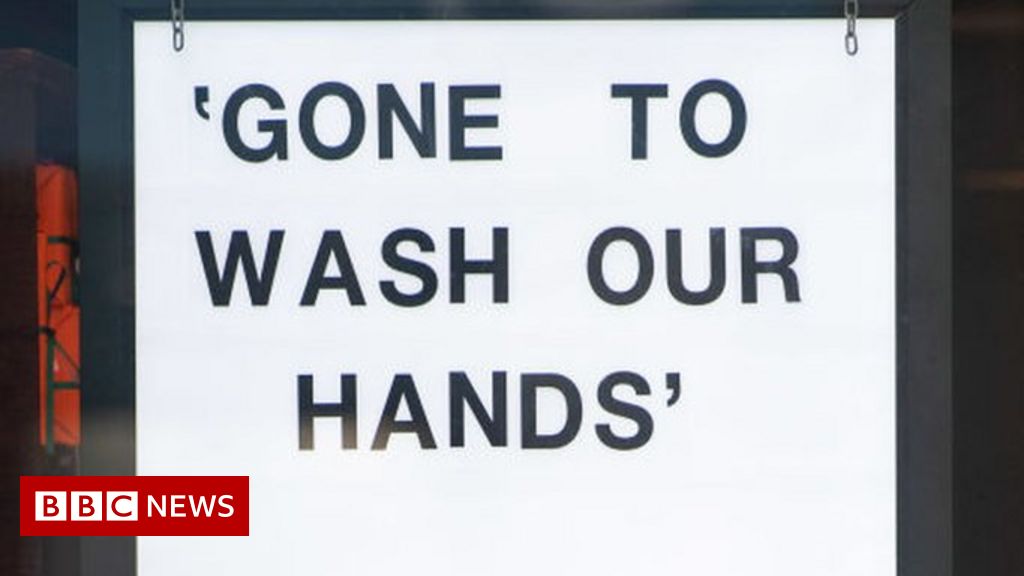 ‘GONE TO
WASH OUR
HANDS’
BBC NEWS